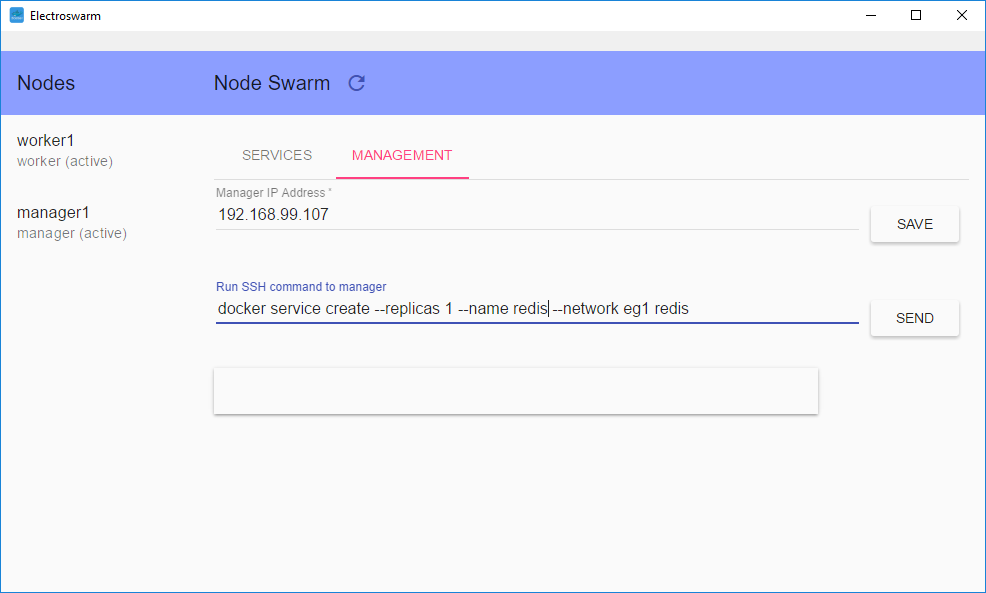 Electroswarm
Nodes
Node Swarm
worker1
worker (active)
manager1
manager (active)
SERVICES
MANAGEMENT
Manager IP Address *
192.168.99.107
SAVE
Run SSH command to manager
docker service create --replicas 1 --name redis --network eg1 redis
SEND